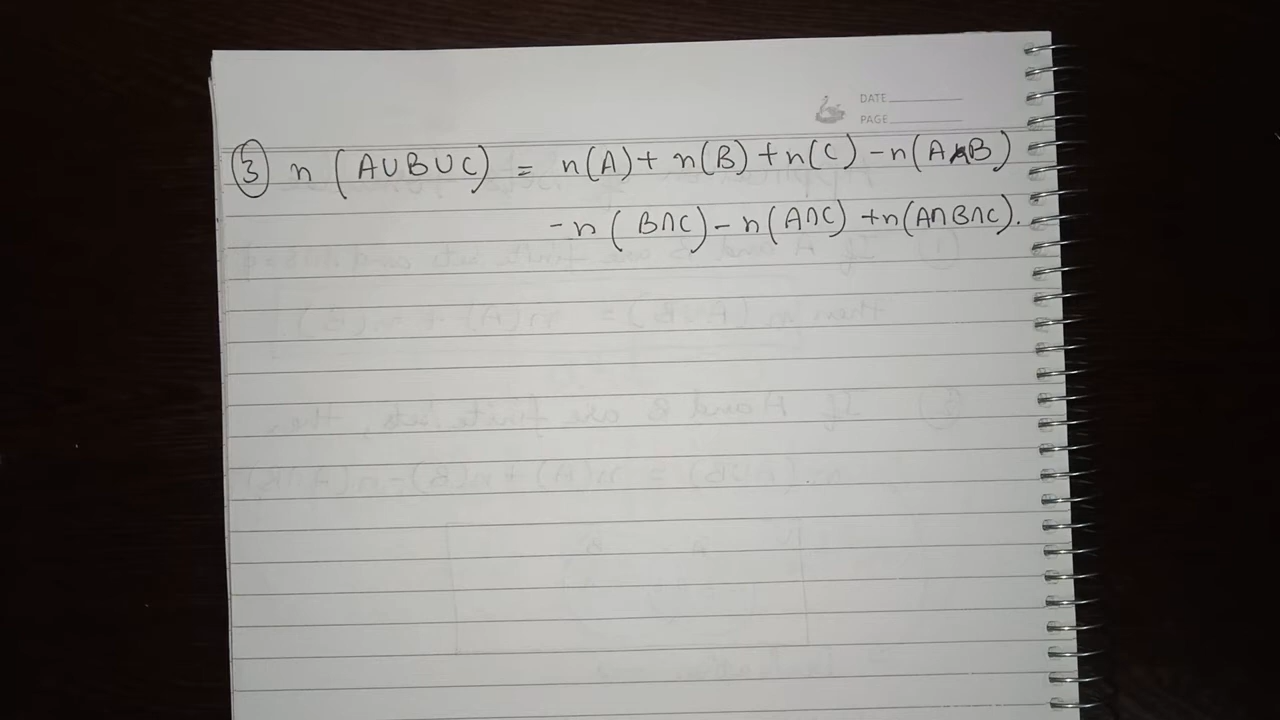 DATE
PAGE
③ n (A∪B∪C) = n(A) + n(B) + n(C) - n(A∩B)
- n (B∩C) - n(A∩C) + n(A∩B∩C).